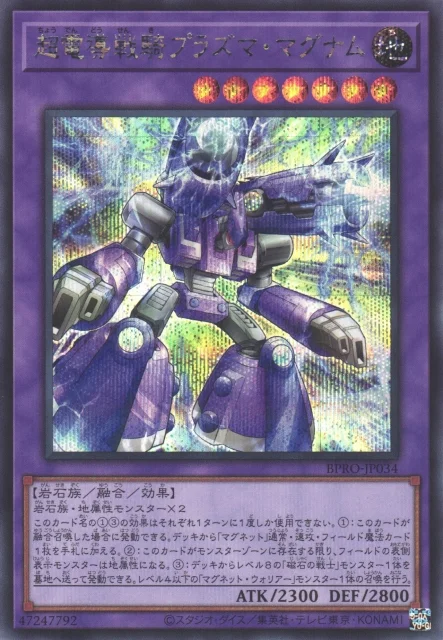 超電導戦騎プラズマ・マグナム
BPRO-JP034
【岩石族／融合／効果】
岩石族・地属性モンスター×2
このカード名の①③の効果はそれぞれ1ターンに1度しか使用できない。①：このカードが
融合召喚した場合に発動できる。デッキから「マグネット」通常・速攻・フィールド魔法カード
1枚を手札に加える。②：このカードがモンスターゾーンに存在する限り、フィールドの表側
表示モンスターは地属性になる。③：デッキからレベル8の「磁石の戦士」モンスター1体を
墓地へ送って発動できる。レベル4以下の「マグネット・ウォリアー」モンスター1体の召喚を行う。
ATK/2300 DEF/2800
47247792 ©スタジオ・ダイス／集英社・テレビ東京・KONAMI